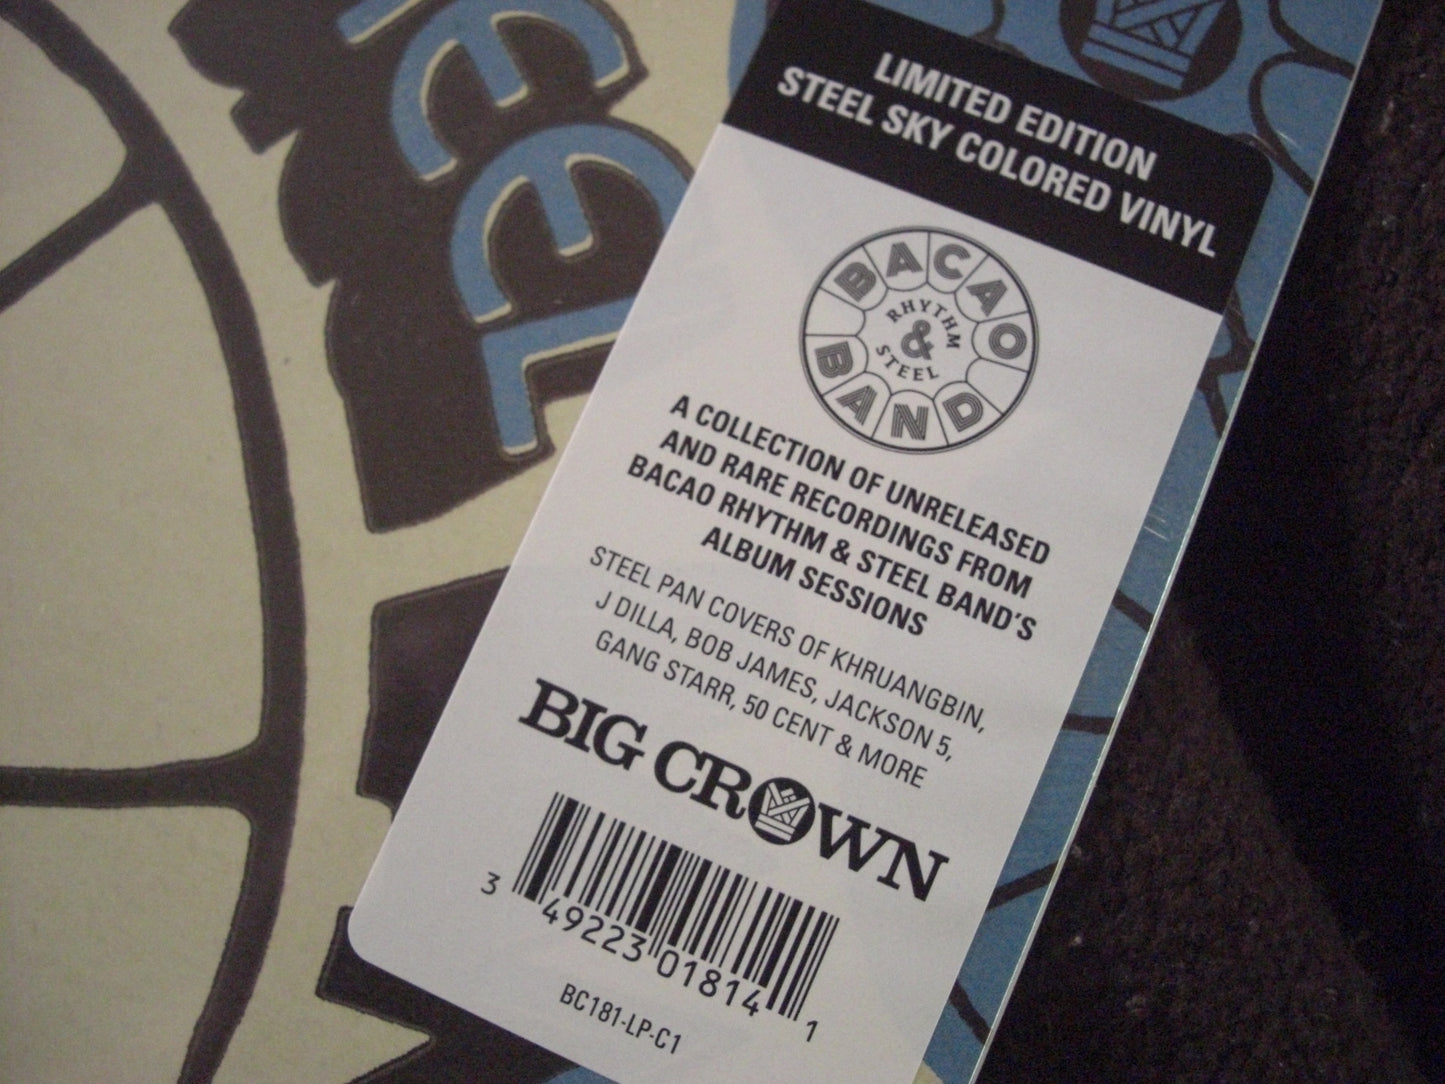 eel
LIMITED EDITION
STEEL SKY COLORED VINYL
BACAO
RHYTHM
&
STEEL
BAND
A COLLECTION OF UNRELEASED
AND RARE RECORDINGS FROM
BACAO RHYTHM & STEEL BAND'S
ALBUM SESSIONS
STEEL PAN COVERS OF KHRUANGBIN,
J DILLA, BOB JAMES, JACKSON 5,
GANG STARR, 50 CENT & MORE
BIG CROWN
3 49223 01814 1
BC181-LP-C1